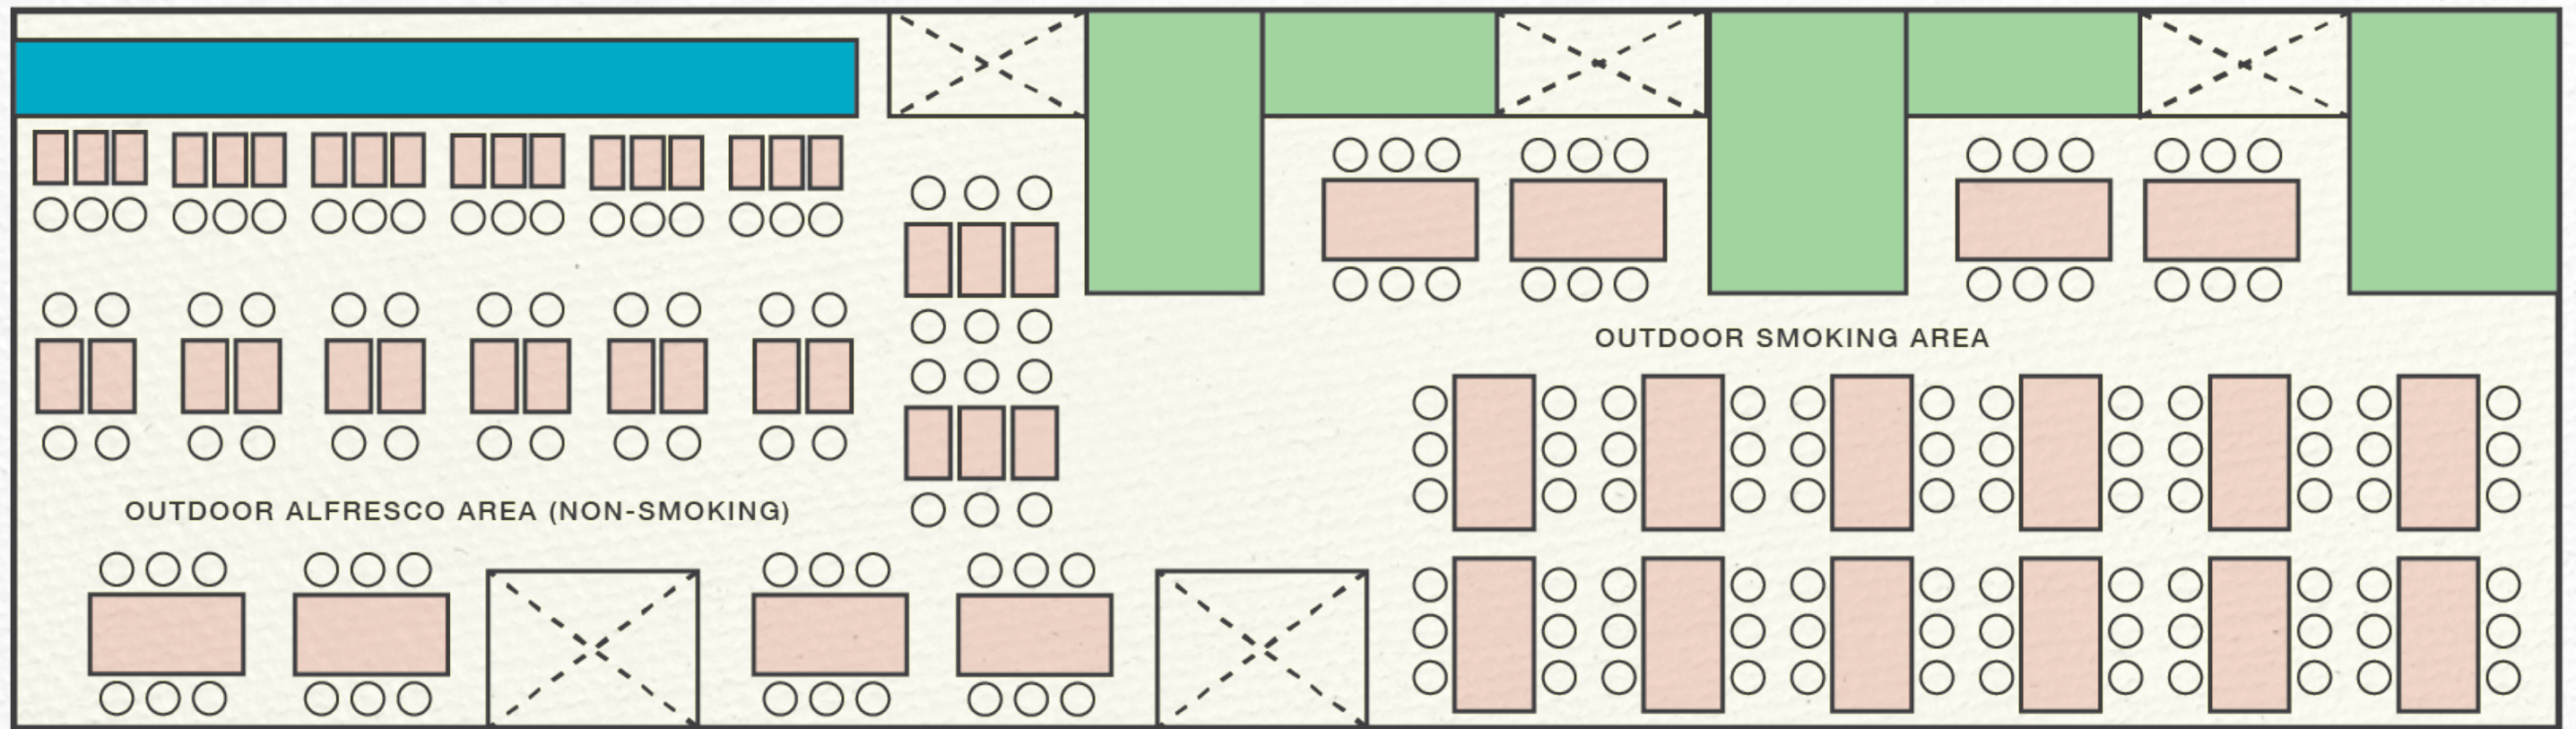 OUTDOOR SMOKING AREA
OUTDOOR ALFRESCO AREA (NON-SMOKING)